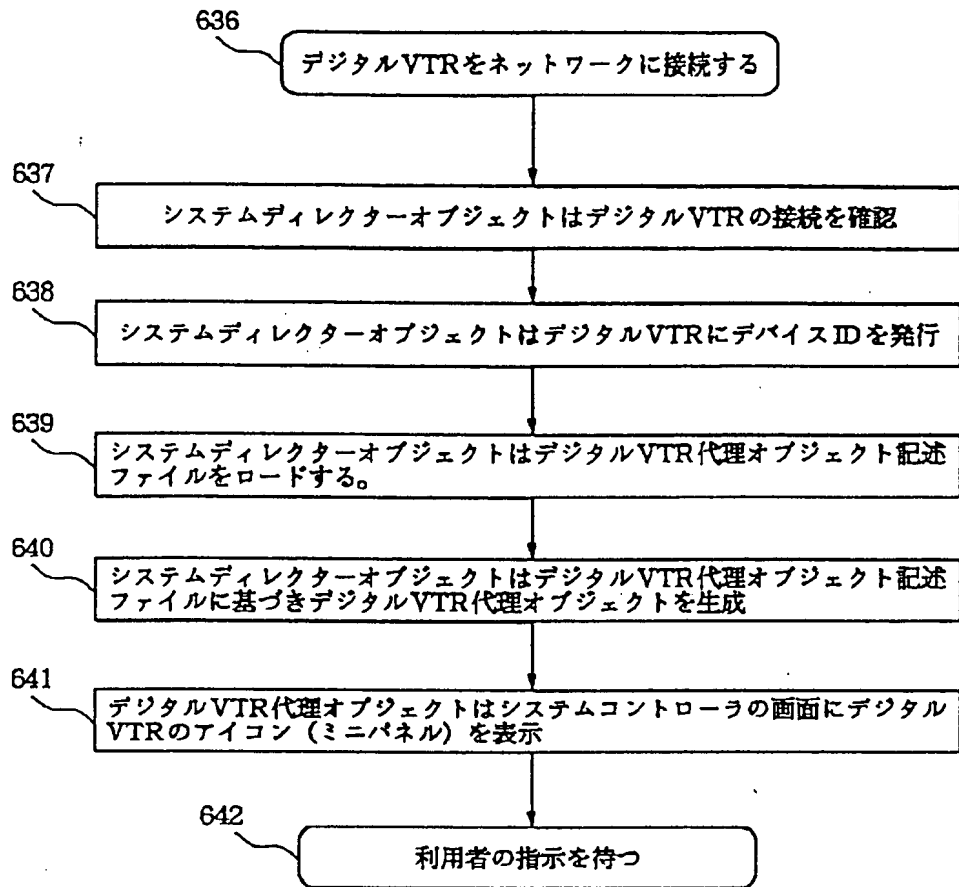 636
デジタルVTRをネットワークに接続する
637
システムディレクターオブジェクトはデジタルVTRの接続を確認
638
システムディレクターオブジェクトはデジタルVTRにデバイスIDを発行
639
システムディレクターオブジェクトはデジタルVTR代理オブジェクト記述
ファイルをロードする。
640
システムディレクターオブジェクトはデジタルVTR代理オブジェクト記述
ファイルに基づきデジタルVTR代理オブジェクトを生成
641
デジタルVTR代理オブジェクトはシステムコントローラの画面にデジタル
VTRのアイコン（ミニパネル）を表示
642
利用者の指示を待つ